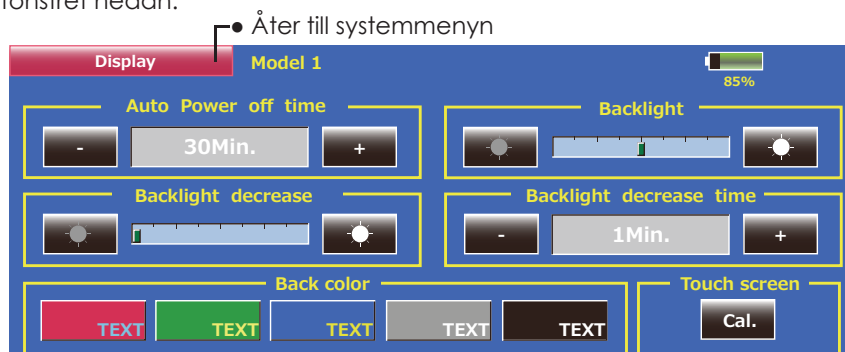 fönstret nedan.
Åter till systemmenyn
Display
Model 1
85%
Auto Power off time
Backlight
-
30Min.
+
Backlight decrease
Backlight decrease time
-
1Min.
+
Back color
Touch screen
TEXT
TEXT
TEXT
TEXT
TEXT
Cal.